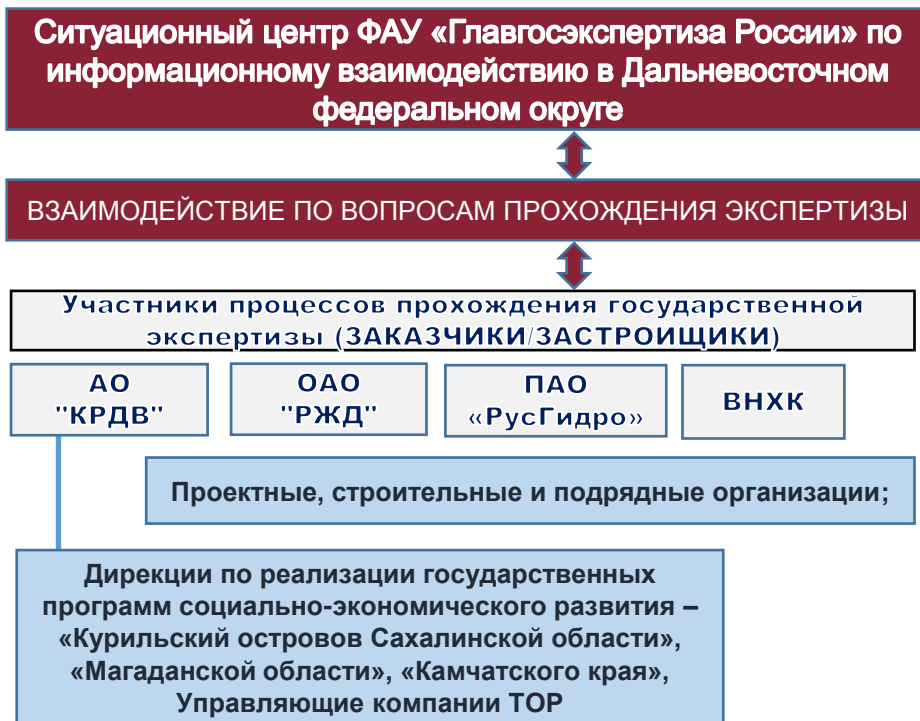 Ситуационный центр ФАУ «Главгосэкспертиза России» по
информационному взаимодействию в Дальневосточном
федеральном округе
ВЗАИМОДЕЙСТВИЕ ПО ВОПРОСАМ ПРОХОЖДЕНИЯ ЭКСПЕРТИЗЫ
Участники процессов прохождения государственной
экспертизы (ЗАКАЗЧИКИ/ЗАСТРОИЩИКИ)
АО
"КРДВ"
ОАО
"РЖД"
ПАО
«РусГидро»
ВНХК
Проектные, строительные и подрядные организации;
Дирекции по реализации государственных
программ социально-экономического развития –
«Курильский островов Сахалинской области»,
«Магаданской области», «Камчатского края»,
Управляющие компании ТОР